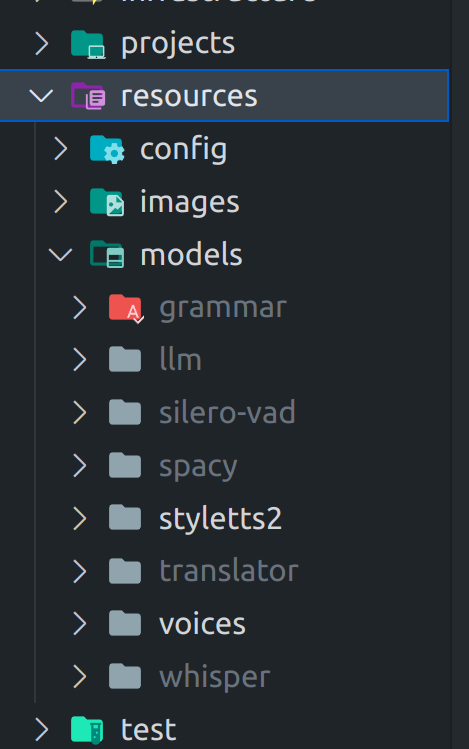 projects
resources
config
images
models
grammar
llm
silero-vad
spacy
styletts2
translator
voices
whisper
test